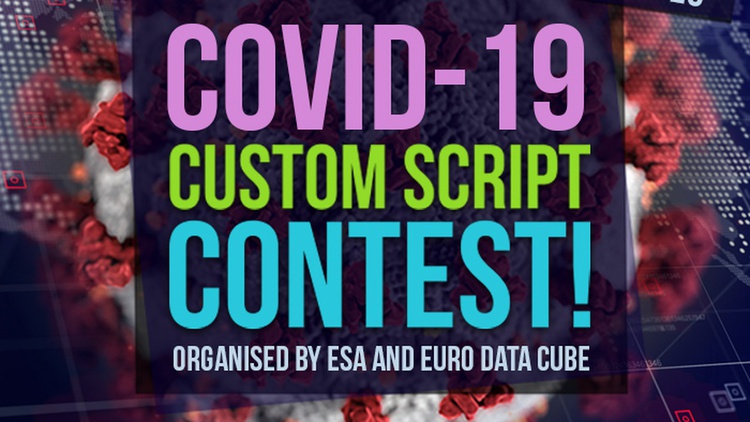 COVID-19
CUSTOM SCRIPT
CONTEST!
ORGANISED BY ESA AND EURO DATA CUBE